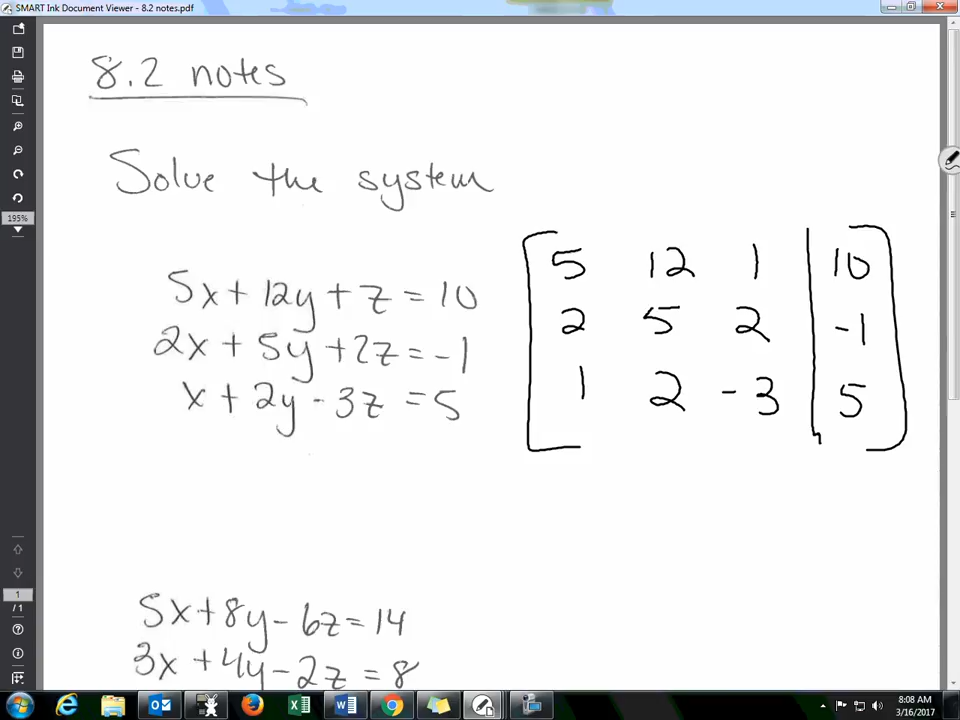 SMART Ink Document Viewer - 8.2 notes.pdf
8.2 notes
Solve the system
5x + 12y + z = 10
2x + 5y + 2z = -1
x + 2y - 3z = 5
5 12 1 10
2 5 2 -1
1 2 -3 5
195%
1
/ 1
5x + 8y - 6z = 14
3x + 4y - 2z = 8
8:08 AM
3/16/2017